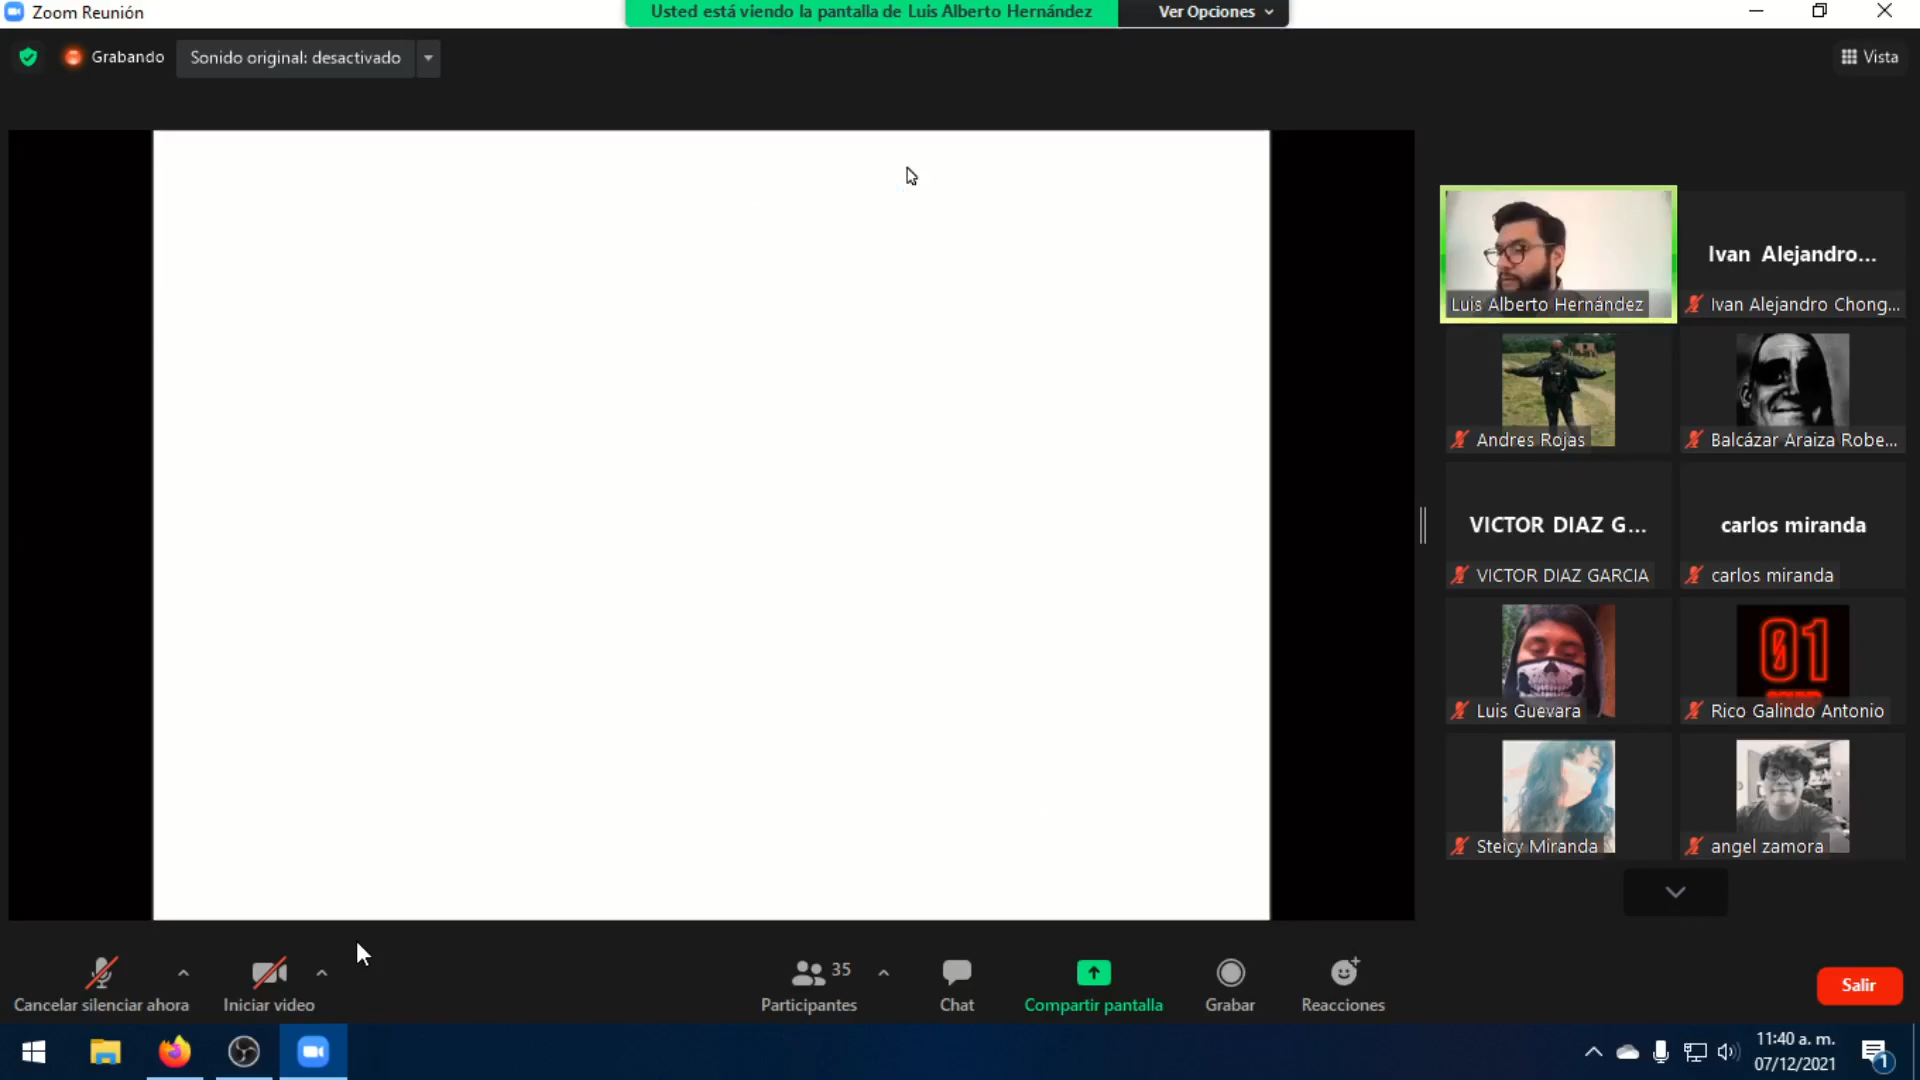 Zoom Reunión
Usted está viendo la pantalla de Luis Alberto Hernández
Ver Opciones
Grabando
Sonido original: desactivado
Vista
Luis Alberto Hernández
Ivan Alejandro...
Ivan Alejandro Chong...
Andres Rojas
Balcázar Araiza Robe...
VICTOR DIAZ G...
VICTOR DIAZ GARCIA
carlos miranda
carlos miranda
Luis Guevara
01
Rico Galindo Antonio
Steicy Miranda
angel zamora
Cancelar silenciar ahora
Iniciar video
35
Participantes
Chat
Compartir pantalla
Grabar
Reacciones
Salir
11:40 a. m.
07/12/2021
1